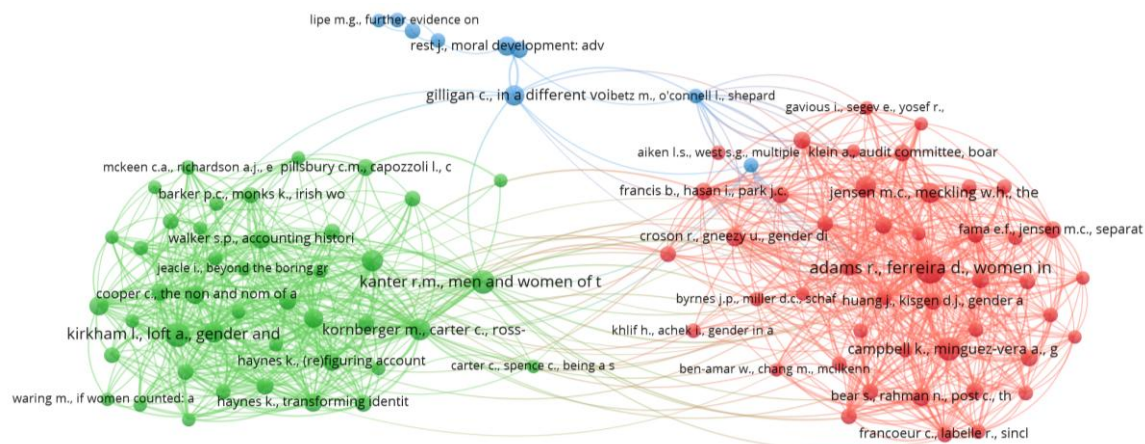 lipe m.g., further evidence on
rest j., moral development: adv
gilligan c., in a different voi
betz m., o'connell l., shepard
gavious i., segev e., yosef r.,
aiken l.s., west s.g., multiple
klein a., audit committee, boar
mckeen c.a., richardson a.j., e
pillsbury c.m., capozzoli l., c
barker p.c., monks k., irish wo
francis b., hasan i., park j.c.
jensen m.c., meckling w.h., the
walker s.p., accounting histori
croson r., gneezy u., gender di
fama e.f., jensen m.c., separat
jeacle i., beyond the boring gr
adams r., ferreira d., women in
kanter r.m., men and women of t
cooper c., the non and nom of a
byrnes j.p., miller d.c., schaf
huang j., kisgen d.j., gender a
kirkham l., loft a., gender and
kornberger m., carter c., ross-
khlif h., achek i., gender in a
campbell k., minguez-vera a., g
haynes k., (re)figuring account
carter c., spence c., being a s
ben-amar w., chang m., mcilkenn
waring m., if women counted: a
haynes k., transforming identit
bear s., rahman n., post c., th
francoeur c., labelle r., sincl